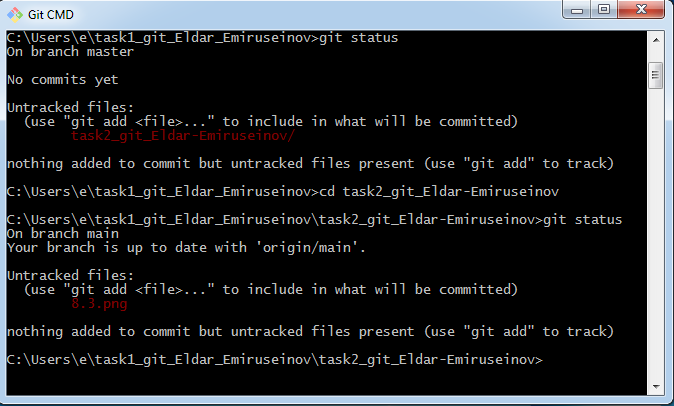 Git CMD
C:\Users\e\task1_git_Eldar_Emiruseinov>git status
On branch master
No commits yet
Untracked files:
  (use "git add <file>..." to include in what will be committed)
        task2_git_Eldar-Emiruseinov/
nothing added to commit but untracked files present (use "git add" to track)
C:\Users\e\task1_git_Eldar_Emiruseinov>cd task2_git_Eldar-Emiruseinov
C:\Users\e\task1_git_Eldar_Emiruseinov\task2_git_Eldar-Emiruseinov>git status
On branch main
Your branch is up to date with 'origin/main'.
Untracked files:
  (use "git add <file>..." to include in what will be committed)
        8.3.png
nothing added to commit but untracked files present (use "git add" to track)
C:\Users\e\task1_git_Eldar_Emiruseinov\task2_git_Eldar-Emiruseinov>